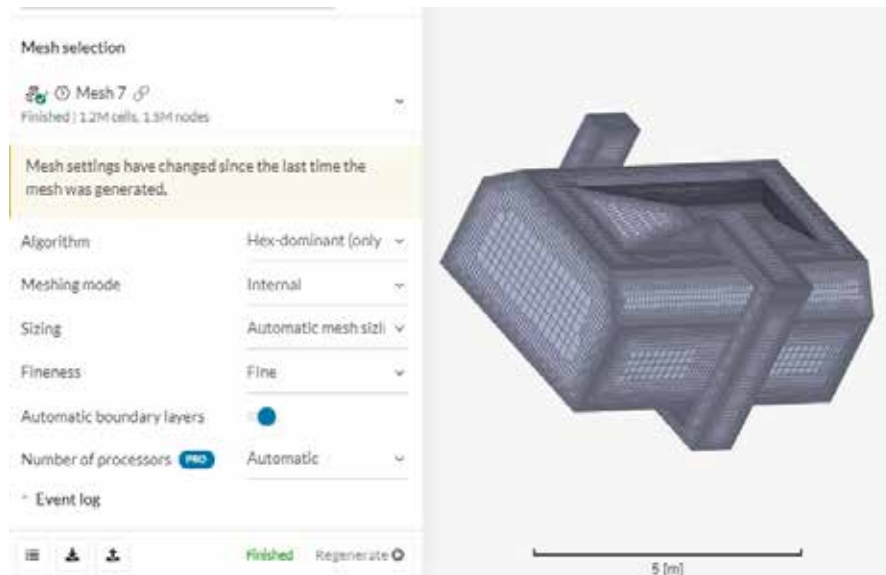 Mesh selection
Mesh 7
Finished | 1.2M cells, 1.5M nodes
Mesh settings have changed since the last time the
mesh was generated.
Algorithm Hex-dominant (only
Meshing mode Internal
Sizing Automatic mesh sizi
Fineness Fine
Automatic boundary layers
Number of processors PRO Automatic
Event log
Finished Regenerate
5 [m]